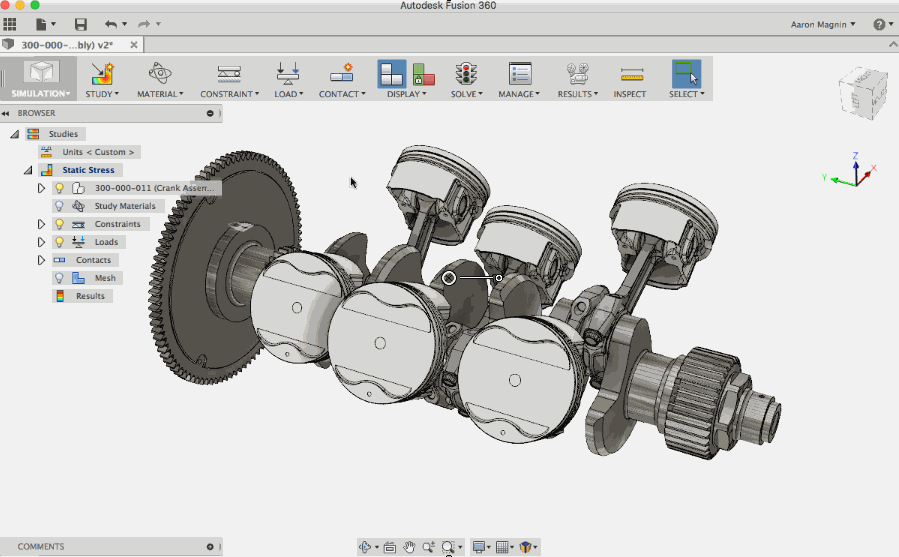 Autodesk Fusion 360
Aaron Magnin
300-000-...bly) v2*
SIMULATION
STUDY
MATERIAL
CONSTRAINT
LOAD
CONTACT
DISPLAY
SOLVE
MANAGE
RESULTS
INSPECT
SELECT
BROWSER
Studies
Units < Custom >
Static Stress
300-000-011 (Crank Assem...
Study Materials
Constraints
Loads
Contacts
Mesh
Results
Z
X
Y
COMMENTS